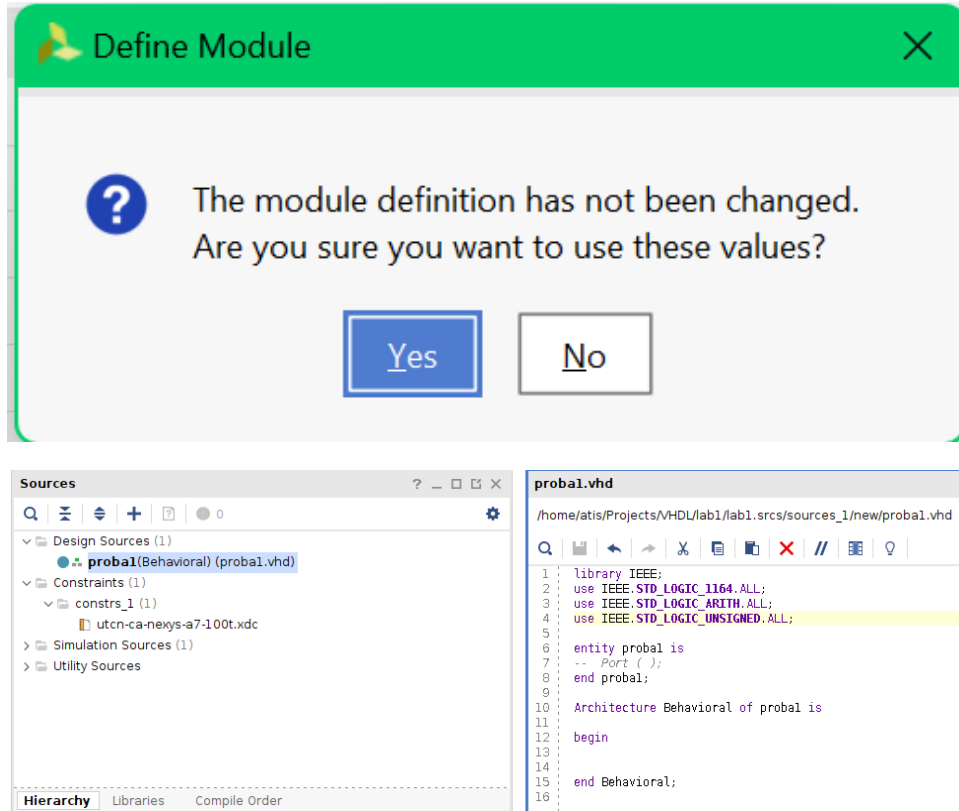 Define Module
The module definition has not been changed.
Are you sure you want to use these values?
Yes
No
Sources
?
? 0
Design Sources (1)
proba1(Behavioral) (proba1.vhd)
Constraints (1)
constrs_1 (1)
utcn-ca-nexys-a7-100t.xdc
Simulation Sources (1)
Utility Sources
Hierarchy Libraries Compile Order
proba1.vhd
/home/atis/Projects/VHDL/lab1/lab1.srcs/sources_1/new/proba1.vhd
1 library IEEE;
2 use IEEE.STD_LOGIC_1164.ALL;
3 use IEEE.STD_LOGIC_ARITH.ALL;
4 use IEEE.STD_LOGIC_UNSIGNED.ALL;
5
6 entity proba1 is
7 -- Port ( );
8 end proba1;
9
10 Architecture Behavioral of proba1 is
11
12 begin
13
14
15 end Behavioral;
16